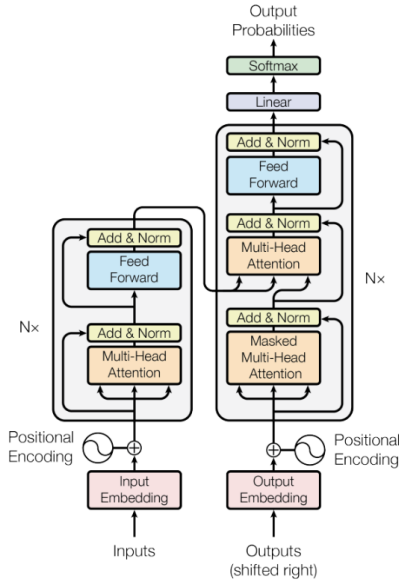 Output
Probabilities
Softmax
Linear
Add & Norm
Feed
Forward
Add & Norm
Multi-Head
Attention
Add & Norm
Masked
Multi-Head
Attention
Nx
Add & Norm
Feed
Forward
Add & Norm
Multi-Head
Attention
Nx
Positional
Encoding
Positional
Encoding
Input
Embedding
Output
Embedding
Inputs
Outputs
(shifted right)